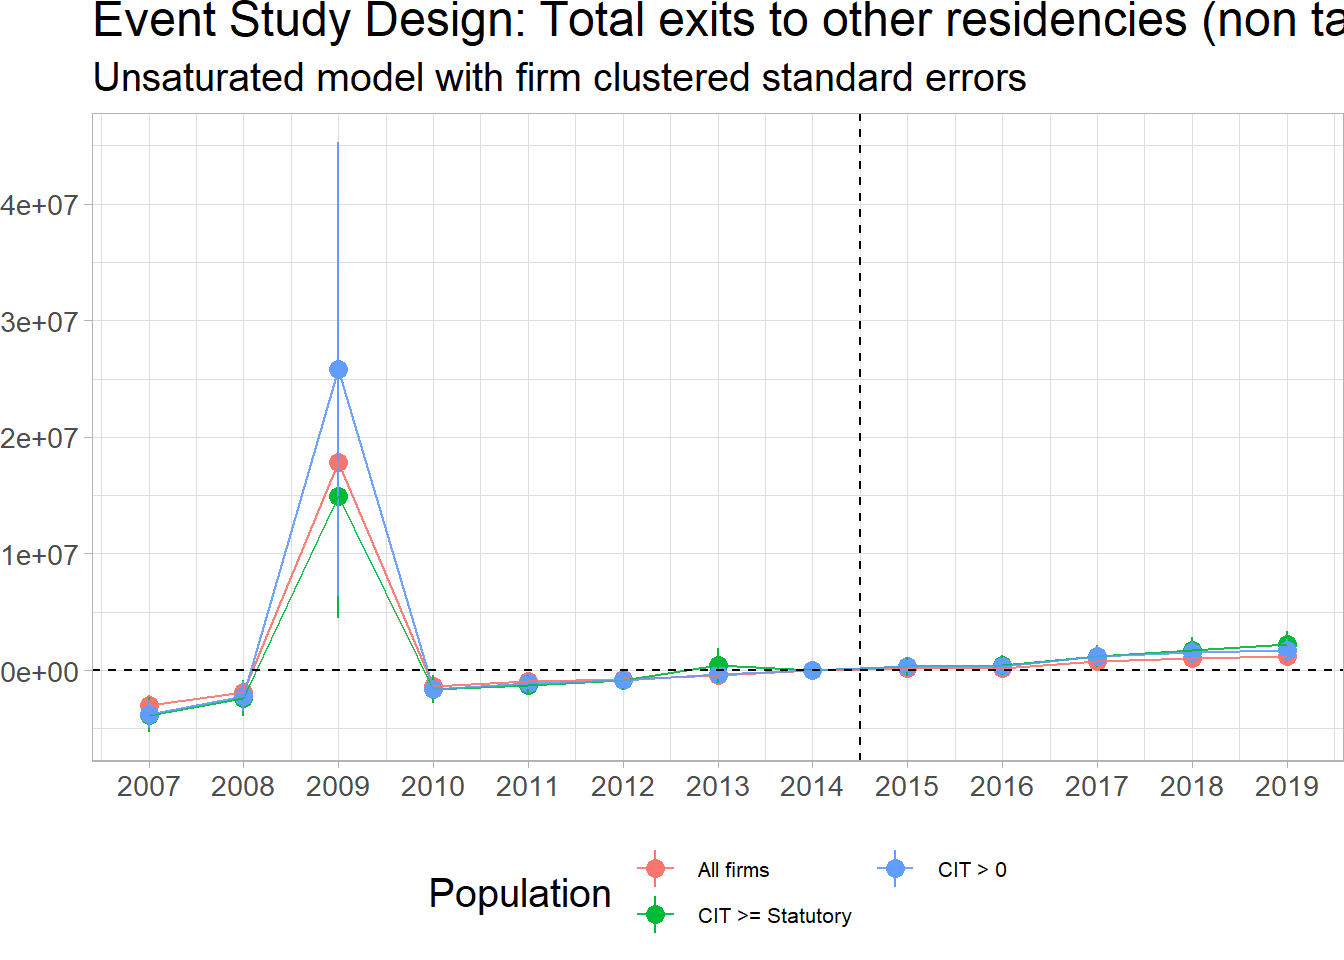 Event Study Design: Total exits to other residencies (non ta
Unsaturated model with firm clustered standard errors
4e+07
3e+07
2e+07
1e+07
0e+00
2007 2008 2009 2010 2011 2012 2013 2014 2015 2016 2017 2018 2019
Population
All firms
CIT >= Statutory
CIT > 0